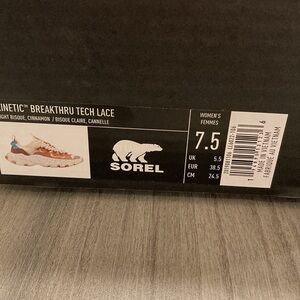 KINETIC™ BREAKTHRU TECH LACE
LIGHT BISQUE, CINNAMON / BISQUE CLAIRE, CANNELLE
SOREL
WOMEN'S
FEMMES
7.5
UK 5.5
EUR 38.5
CM 24.5
MADE IN VIETNAM
FABRIQUÉ AU VIETNAM